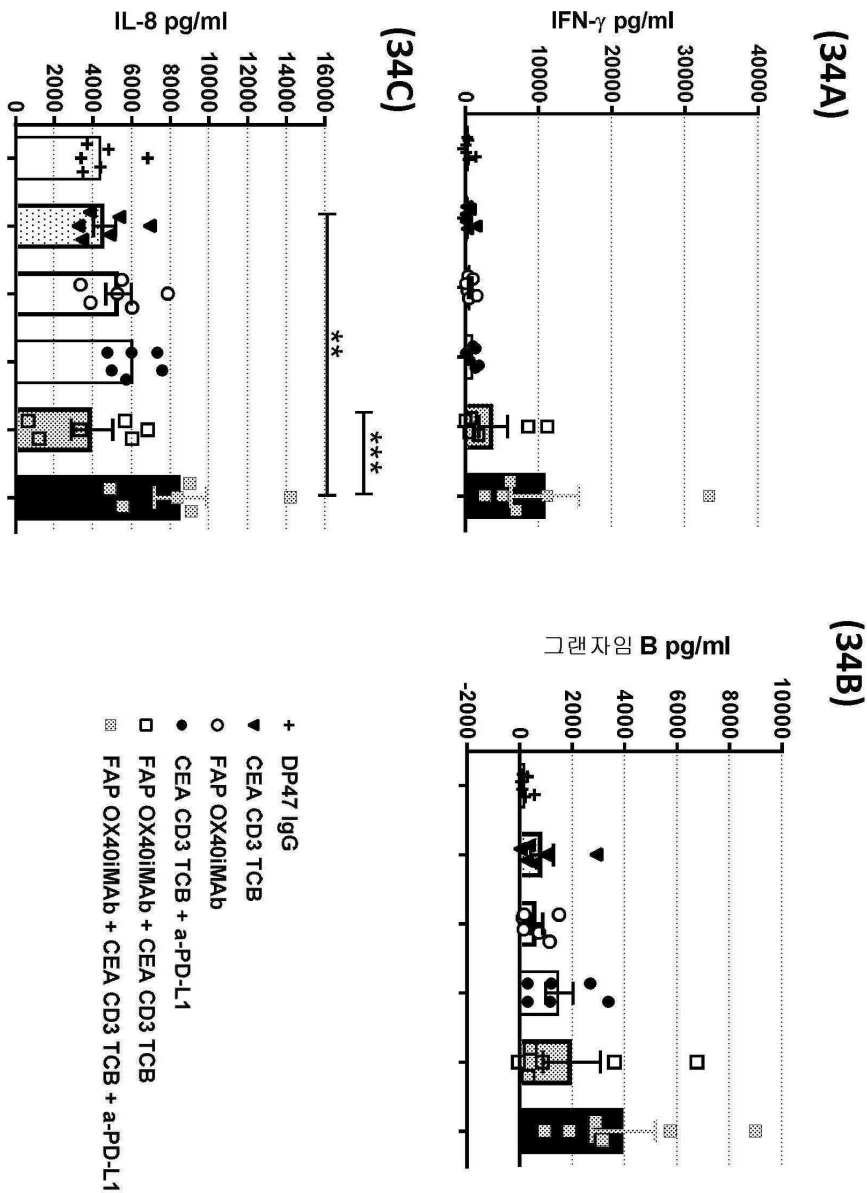 (34A)
IFN-γ pg/ml
40000
30000
20000
10000
0
(34B)
그랜자임 B pg/ml
10000
8000
6000
4000
2000
0
-2000
(34C)
IL-8 pg/ml
16000
14000
12000
10000
8000
6000
4000
2000
0
**
***
+ DP47 IgG
▲ CEA CD3 TCB
○ FAP OX40iMAb
● CEA CD3 TCB + a-PD-L1
□ FAP OX40iMAb + CEA CD3 TCB
▩ FAP OX40iMAb + CEA CD3 TCB + a-PD-L1